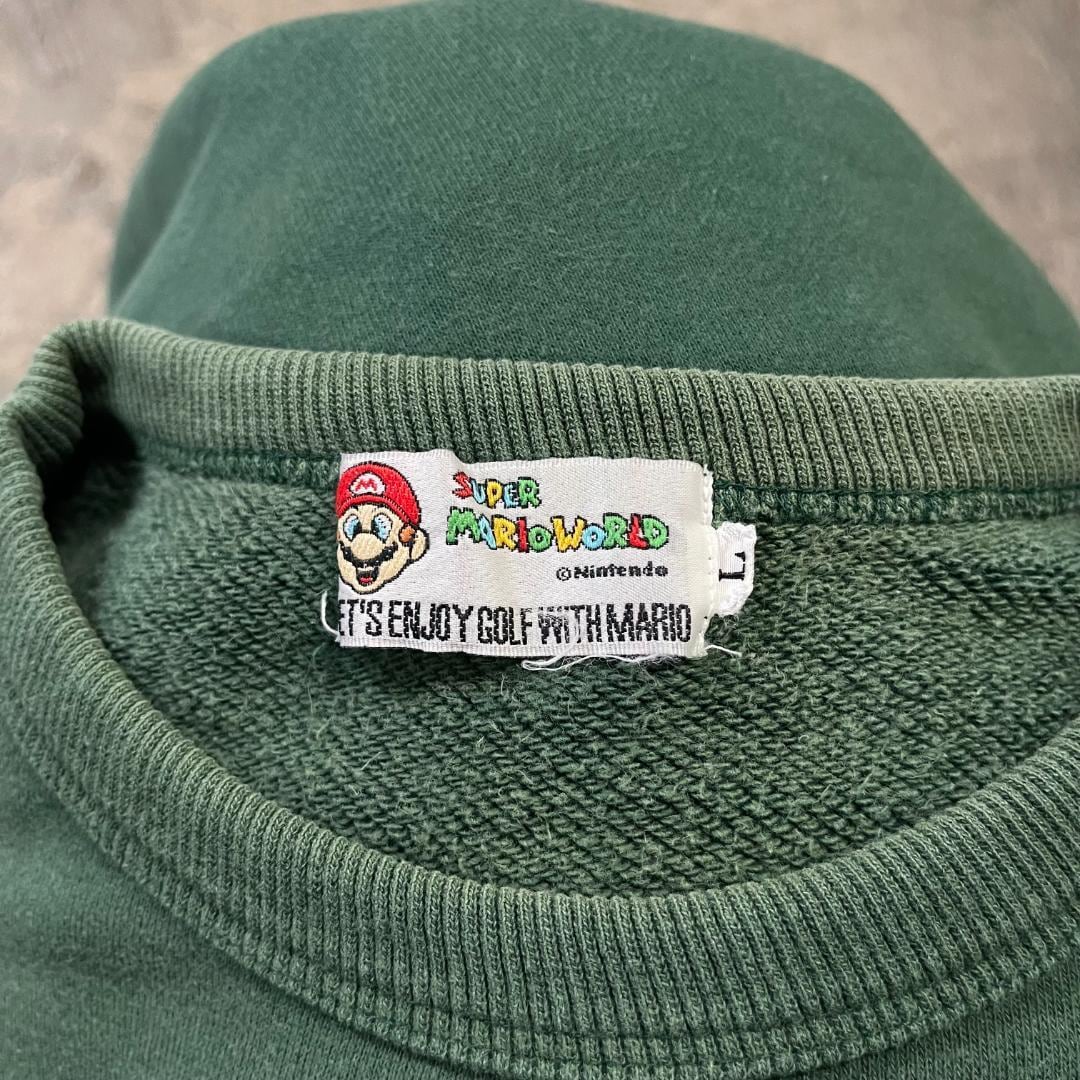 M
SUPER
MARIO WORLD
©Nintendo
ET'S ENJOY GOLF WITH MARIO
L